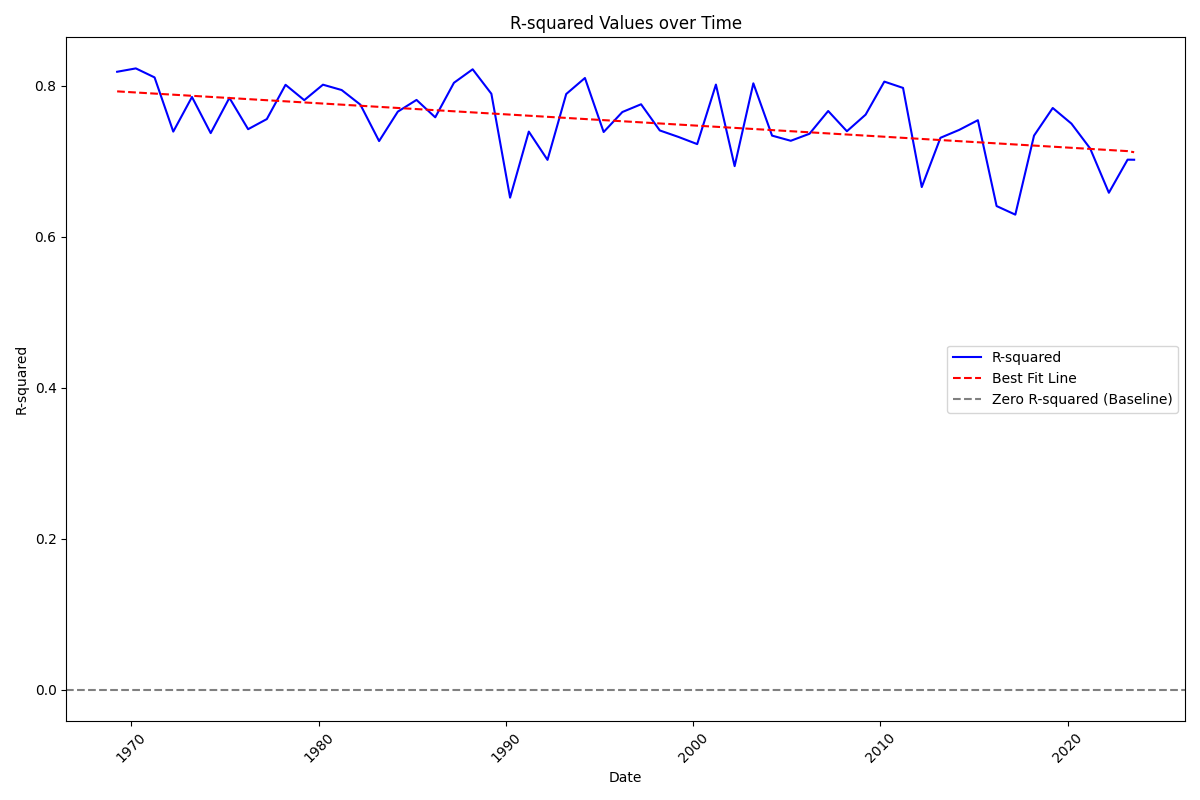 R-squared Values over Time
R-squared
0.8
0.6
0.4
0.2
0.0
R-squared
Best Fit Line
Zero R-squared (Baseline)
1970
1980
1990
2000
2010
2020
Date